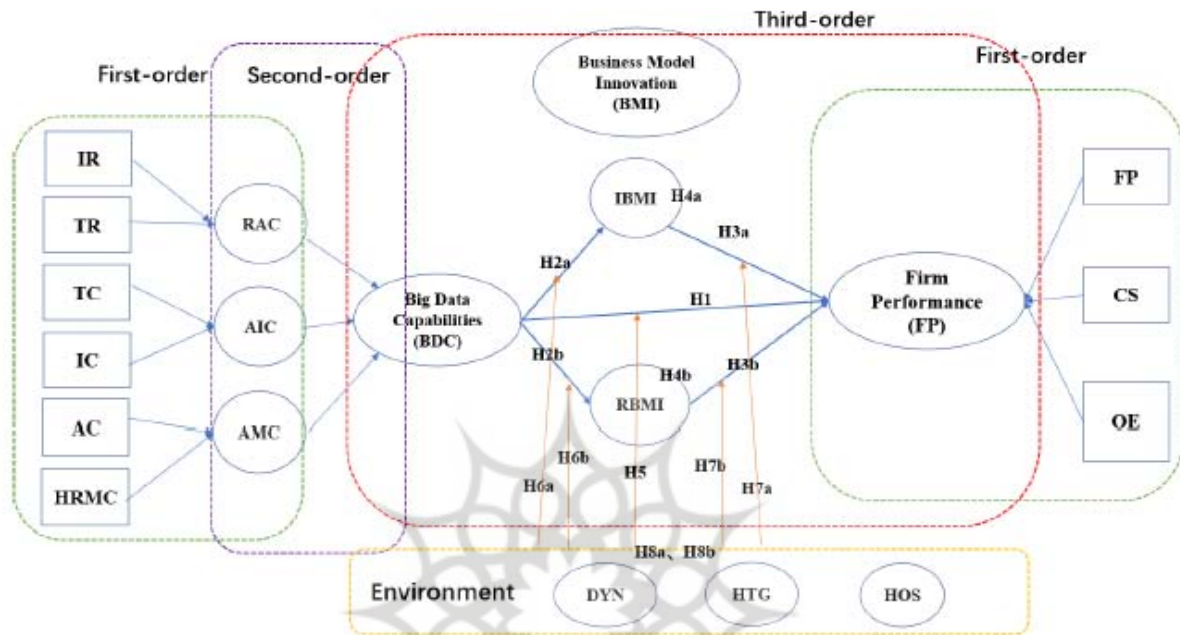 Third-order
First-order
Second-order
First-order
Business Model
Innovation
(BMI)
IR
TR
TC
IC
AC
HRMC
RAC
AIC
AMC
Big Data
Capabilities
(BDC)
IBMI
H4a
H2a
H3a
H1
H2b
H4b
H3b
RBMI
Firm
Performance
(FP)
FP
CS
OE
H6a
H6b
H5
H7b
H7a
H8a、H8b
Environment
DYN
HTG
HOS